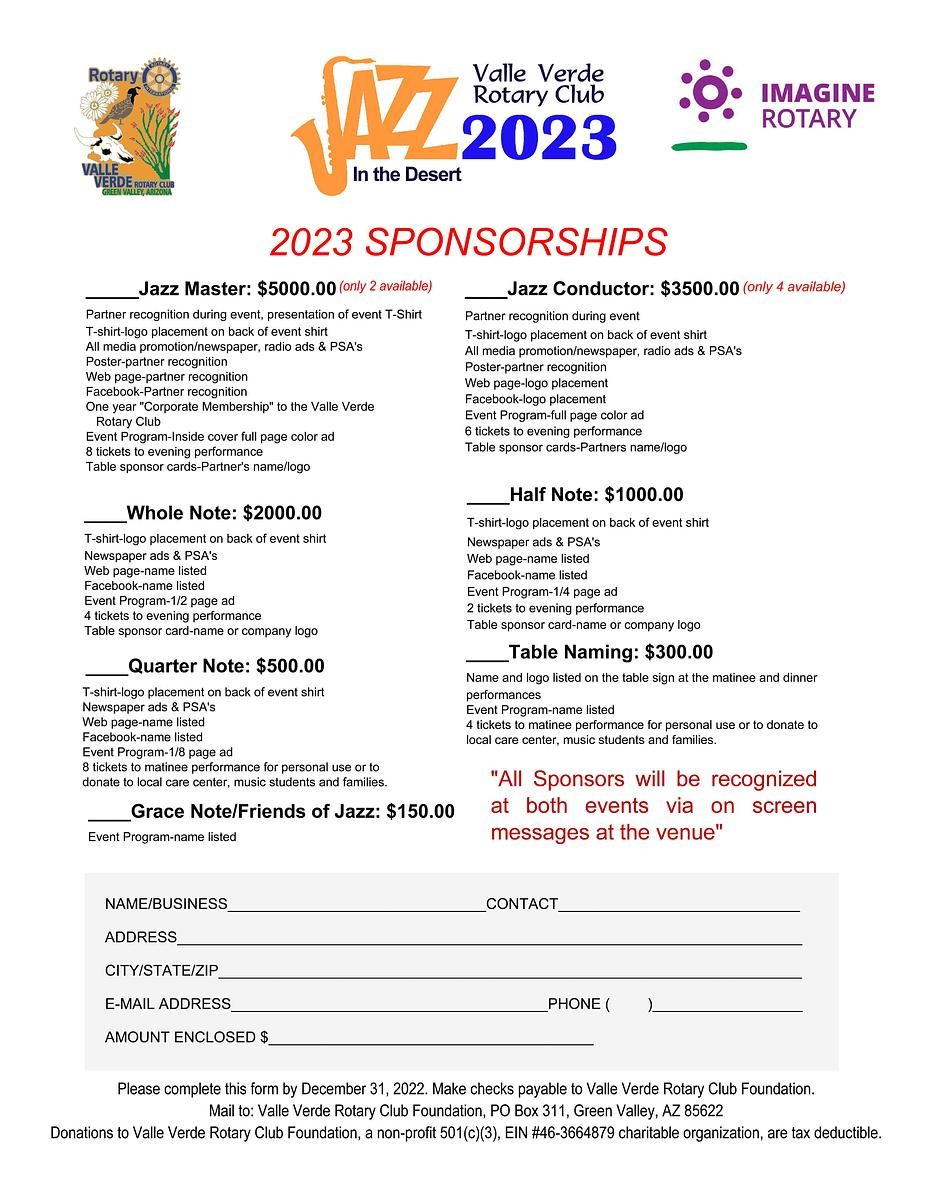 Rotary
VALLE
VERDE ROTARY CLUB
GREEN VALLEY, ARIZONA
JAZZ
In the Desert
Valle Verde
Rotary Club
2023
IMAGINE
ROTARY
2023 SPONSORSHIPS
_____Jazz Master: $5000.00 (only 2 available)
Partner recognition during event, presentation of event T-Shirt
T-shirt-logo placement on back of event shirt
All media promotion/newspaper, radio ads & PSA's
Poster-partner recognition
Web page-partner recognition
Facebook-Partner recognition
One year "Corporate Membership" to the Valle Verde
Rotary Club
Event Program-Inside cover full page color ad
8 tickets to evening performance
Table sponsor cards-Partner's name/logo
____Whole Note: $2000.00
T-shirt-logo placement on back of event shirt
Newspaper ads & PSA's
Web page-name listed
Facebook-name listed
Event Program-1/2 page ad
4 tickets to evening performance
Table sponsor card-name or company logo
____Quarter Note: $500.00
T-shirt-logo placement on back of event shirt
Newspaper ads & PSA's
Web page-name listed
Facebook-name listed
Event Program-1/8 page ad
8 tickets to matinee performance for personal use or to
donate to local care center, music students and families.
____Grace Note/Friends of Jazz: $150.00
Event Program-name listed
____Jazz Conductor: $3500.00 (only 4 available)
Partner recognition during event
T-shirt-logo placement on back of event shirt
All media promotion/newspaper, radio ads & PSA's
Poster-partner recognition
Web page-logo placement
Facebook-logo placement
Event Program-full page color ad
6 tickets to evening performance
Table sponsor cards-Partners name/logo
____Half Note: $1000.00
T-shirt-logo placement on back of event shirt
Newspaper ads & PSA's
Web page-name listed
Facebook-name listed
Event Program-1/4 page ad
2 tickets to evening performance
Table sponsor card-name or company logo
____Table Naming: $300.00
Name and logo listed on the table sign at the matinee and dinner
performances
Event Program-name listed
4 tickets to matinee performance for personal use or to donate to
local care center, music students and families.
"All Sponsors will be recognized
at both events via on screen
messages at the venue"
NAME/BUSINESS______________________________CONTACT____________________________
ADDRESS________________________________________________________________________
CITY/STATE/ZIP___________________________________________________________________
E-MAIL ADDRESS_____________________________________PHONE (     )__________________
AMOUNT ENCLOSED $______________________________________
Please complete this form by December 31, 2022. Make checks payable to Valle Verde Rotary Club Foundation.
Mail to: Valle Verde Rotary Club Foundation, PO Box 311, Green Valley, AZ 85622
Donations to Valle Verde Rotary Club Foundation, a non-profit 501(c)(3), EIN #46-3664879 charitable organization, are tax deductible.